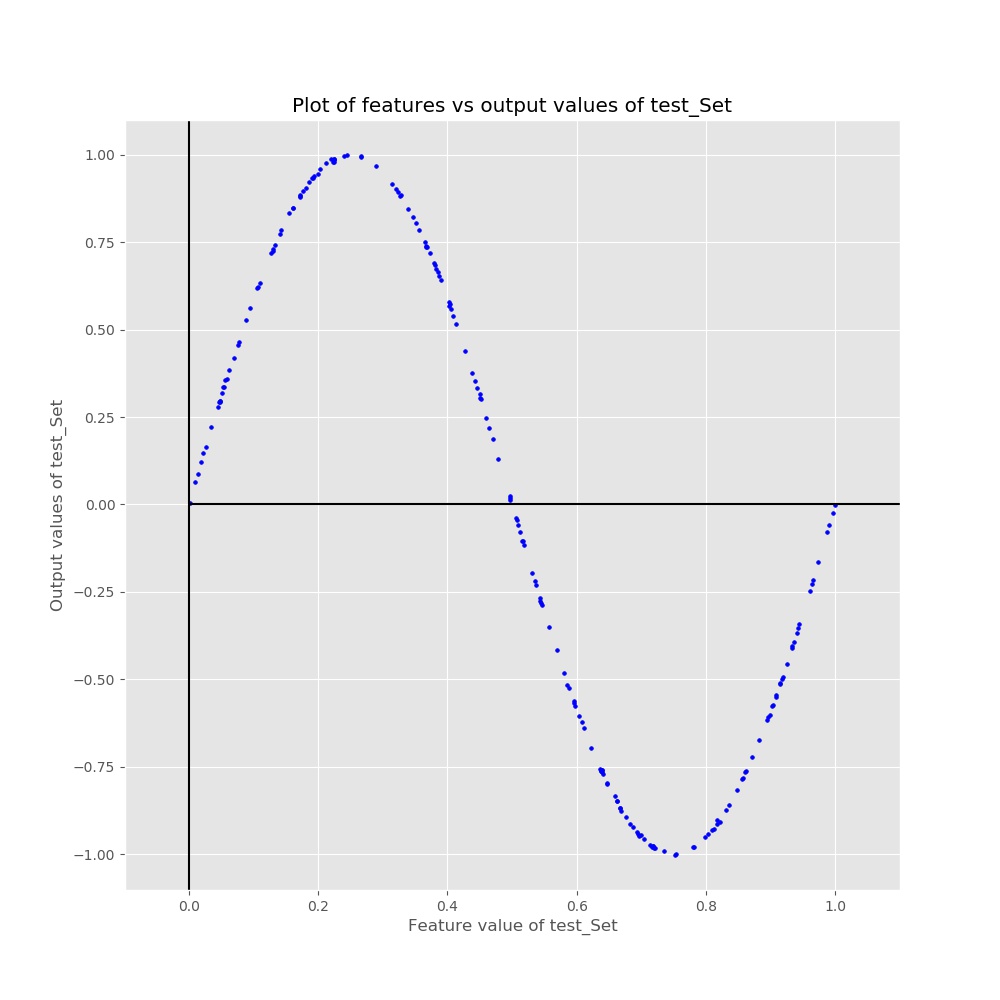 Plot of features vs output values of test_Set
1.00
0.75
0.50
0.25
0.00
−0.25
−0.50
−0.75
−1.00
Output values of test_Set
0.0 0.2 0.4 0.6 0.8 1.0
Feature value of test_Set